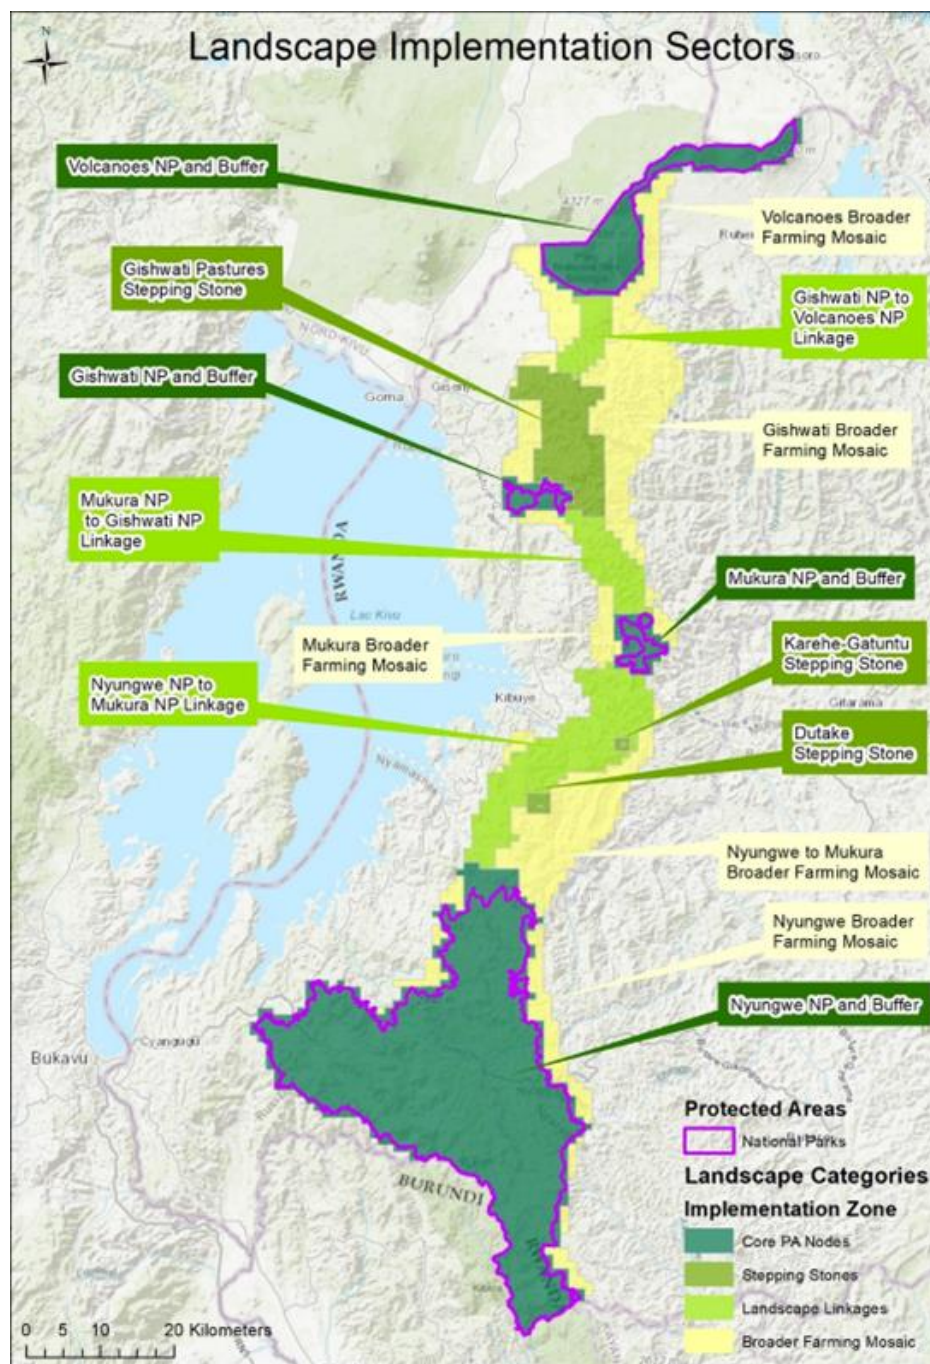 N
Landscape Implementation Sectors
Volcanoes NP and Buffer
4327 m
Volcanoes Broader
Farming Mosaic
Gishwati Pastures
Stepping Stone
Gishwati NP to
Volcanoes NP
Linkage
NORD-KIVU
Gishwati NP and Buffer
Goma
Gishwati Broader
Farming Mosaic
Mukura NP
to Gishwati NP
Linkage
RWANDA
Mukura NP and Buffer
Lac Kivu
Mukura Broader
Farming Mosaic
Karehe-Gatuntu
Stepping Stone
Nyungwe NP to
Mukura NP Linkage
Kibuye
Gitarama
Dutake
Stepping Stone
Nyungwe to Mukura
Broader Farming Mosaic
Nyungwe Broader
Farming Mosaic
Nyungwe NP and Buffer
Bukavu
Cyangugu
BURUNDI
Protected Areas
National Parks
Landscape Categories
Implementation Zone
Core PA Nodes
Stepping Stones
Landscape Linkages
Broader Farming Mosaic
0 5 10 20 Kilometers